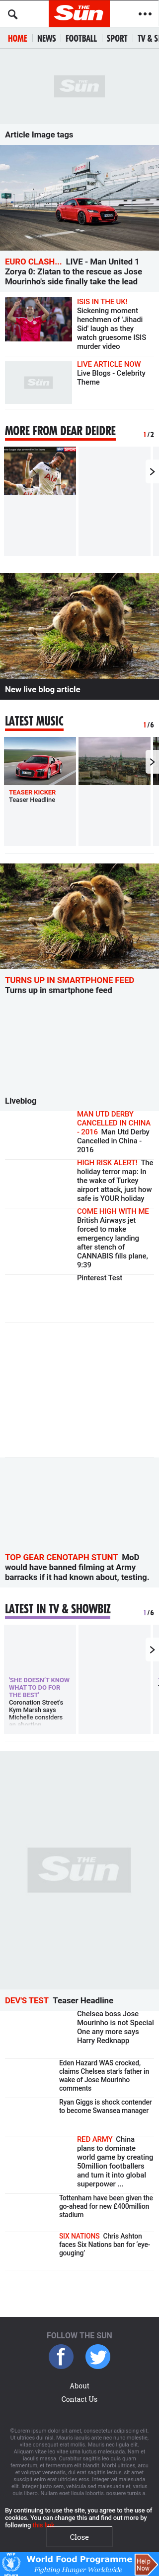 THE Sun
HOME NEWS FOOTBALL SPORT TV & S
THE Sun
Article Image tags
EURO CLASH... LIVE - Man United 1
Zorya 0: Zlatan to the rescue as Jose
Mourinho's side finally take the lead
ISIS IN THE UK!
Sickening moment
henchmen of 'Jihadi
Sid' laugh as they
watch gruesome ISIS
murder video
LIVE ARTICLE NOW
Live Blogs - Celebrity
Theme
THE Sun
MORE FROM DEAR DEIDRE
1/2
New live blog article
LATEST MUSIC
1/6
TEASER KICKER
Teaser Headline
TURNS UP IN SMARTPHONE FEED
Turns up in smartphone feed
Liveblog
MAN UTD DERBY
CANCELLED IN CHINA
- 2016 Man Utd Derby
Cancelled in China -
2016
HIGH RISK ALERT! The
holiday terror map: In
the wake of Turkey
airport attack, just how
safe is YOUR holiday
COME HIGH WITH ME
British Airways jet
forced to make
emergency landing
after stench of
CANNABIS fills plane,
9:39
Pinterest Test
TOP GEAR CENOTAPH STUNT MoD
would have banned filming at Army
barracks if it had known about, testing.
LATEST IN TV & SHOWBIZ
1/6
'SHE DOESN'T KNOW
WHAT TO DO FOR
THE BEST'
Coronation Street's
Kym Marsh says
Michelle considers
THE Sun
DEV'S TEST Teaser Headline
Chelsea boss Jose
Mourinho is not Special
One any more says
Harry Redknapp
Eden Hazard WAS crocked,
claims Chelsea star's father in
wake of Jose Mourinho
comments
Ryan Giggs is shock contender
to become Swansea manager
RED ARMY China
plans to dominate
world game by creating
50million footballers
and turn it into global
superpower ...
Tottenham have been given the
go-ahead for new £400million
stadium
SIX NATIONS Chris Ashton
faces Six Nations ban for 'eye-
gouging'
FOLLOW THE SUN
About
Contact Us
©Lorem ipsum dolor sit amet, consectetur adipiscing elit.
Ut ultrices dui nisl. Mauris iaculis ante nec nunc molestie,
vitae consequat erat mollis. Mauris nec ligula elit.
Aliquam vitae leo vitae urna luctus malesuada. Nam et
iaculis massa. Curabitur sagittis leo quis quam
fermentum, at fermentum elit blandit. Morbi ultrices, arcu
et volutpat venenatis, dui erat sagittis lectus, sit amet
suscipit enim erat ultrices eros. Integer et malesuada
elit.
By continuing to use the site, you agree to the use of
cookies. You can change this and find out more by
following this link
Close
WFP World Food Programme Help
Fighting Hunger Worldwide Now